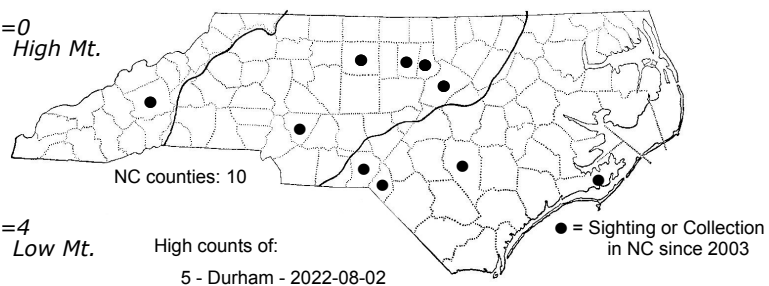 =0
High Mt.
NC counties: 10
=4
Low Mt.
High counts of:
5 - Durham - 2022-08-02
● = Sighting or Collection
in NC since 2003